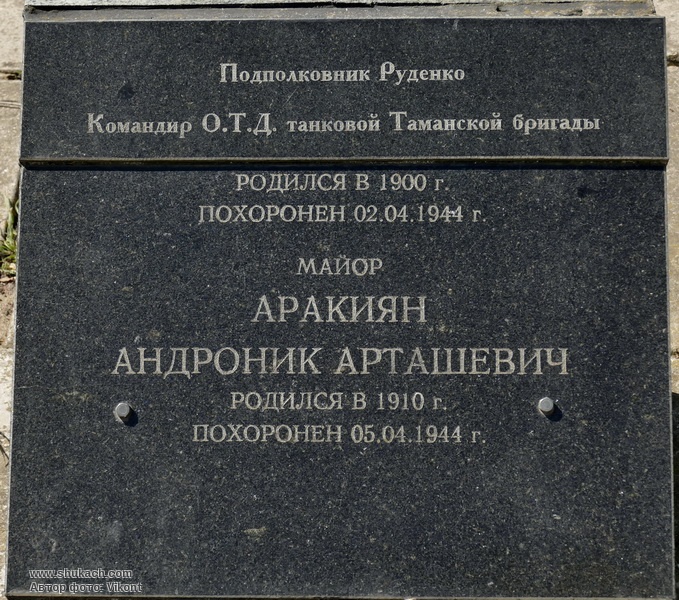 Подполковник Руденко
Командир О.Т.Д. танковой Таманской бригады
РОДИЛСЯ В 1900 г.
ПОХОРОНЕН 02.04.1944 г.
МАЙОР
АРАКИЯН
АНДРОНИК АРТАШЕВИЧ
РОДИЛСЯ В 1910 г.
ПОХОРОНЕН 05.04.1944 г.
www.shukach.com
Автор фото: Vikont